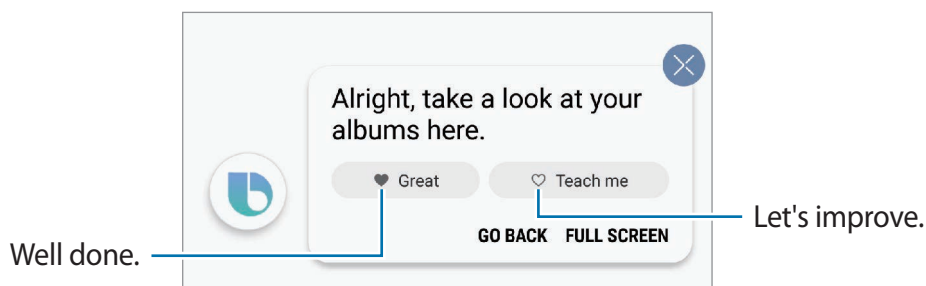 Alright, take a look at your
albums here.
Great
Teach me
Let's improve.
GO BACK FULL SCREEN
Well done.